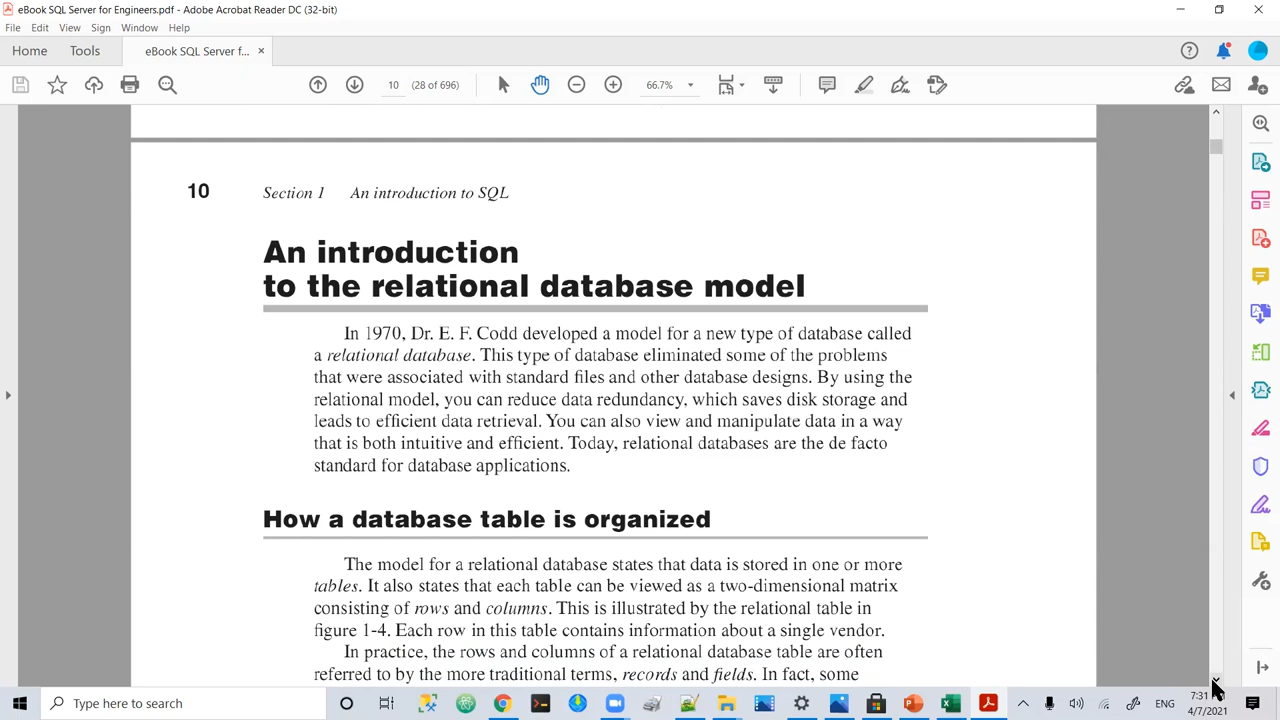 eBook SQL Server for Engineers.pdf - Adobe Acrobat Reader DC (32-bit)
File Edit View Sign Window Help
Home Tools eBook SQL Server f... ×
10 (28 of 696) 66.7%
10 Section 1 An introduction to SQL
An introduction
to the relational database model
In 1970, Dr. E. F. Codd developed a model for a new type of database called
a relational database. This type of database eliminated some of the problems
that were associated with standard files and other database designs. By using the
relational model, you can reduce data redundancy, which saves disk storage and
leads to efficient data retrieval. You can also view and manipulate data in a way
that is both intuitive and efficient. Today, relational databases are the de facto
standard for database applications.
How a database table is organized
The model for a relational database states that data is stored in one or more
tables. It also states that each table can be viewed as a two-dimensional matrix
consisting of rows and columns. This is illustrated by the relational table in
figure 1-4. Each row in this table contains information about a single vendor.
In practice, the rows and columns of a relational database table are often
referred to by the more traditional terms, records and fields. In fact, some
Type here to search
ENG
7:31
4/7/2021